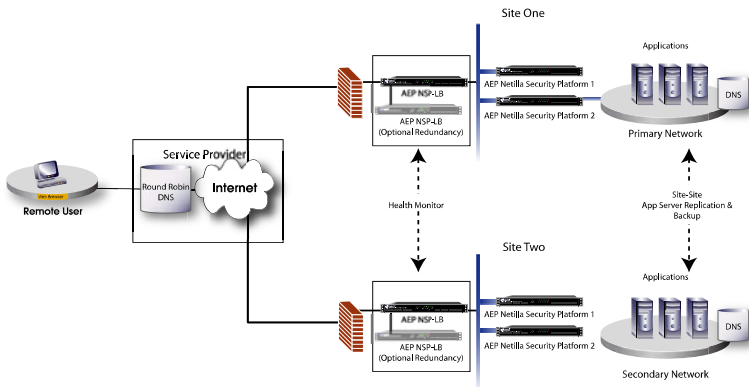 Site One
Applications
AEP NSP-LB
AEP NSP-LB
(Optional Redundancy)
AEP Netilla Security Platform 1
AEP Netilla Security Platform 2
DNS
Primary Network
Service Provider
Round Robin
DNS
Internet
Web Browser
Remote User
Health Monitor
Site-Site
App Server Replication &
Backup
Site Two
Applications
AEP NSP-LB
AEP NSP-LB
(Optional Redundancy)
AEP Netilla Security Platform 1
AEP Netilla Security Platform 2
DNS
Secondary Network